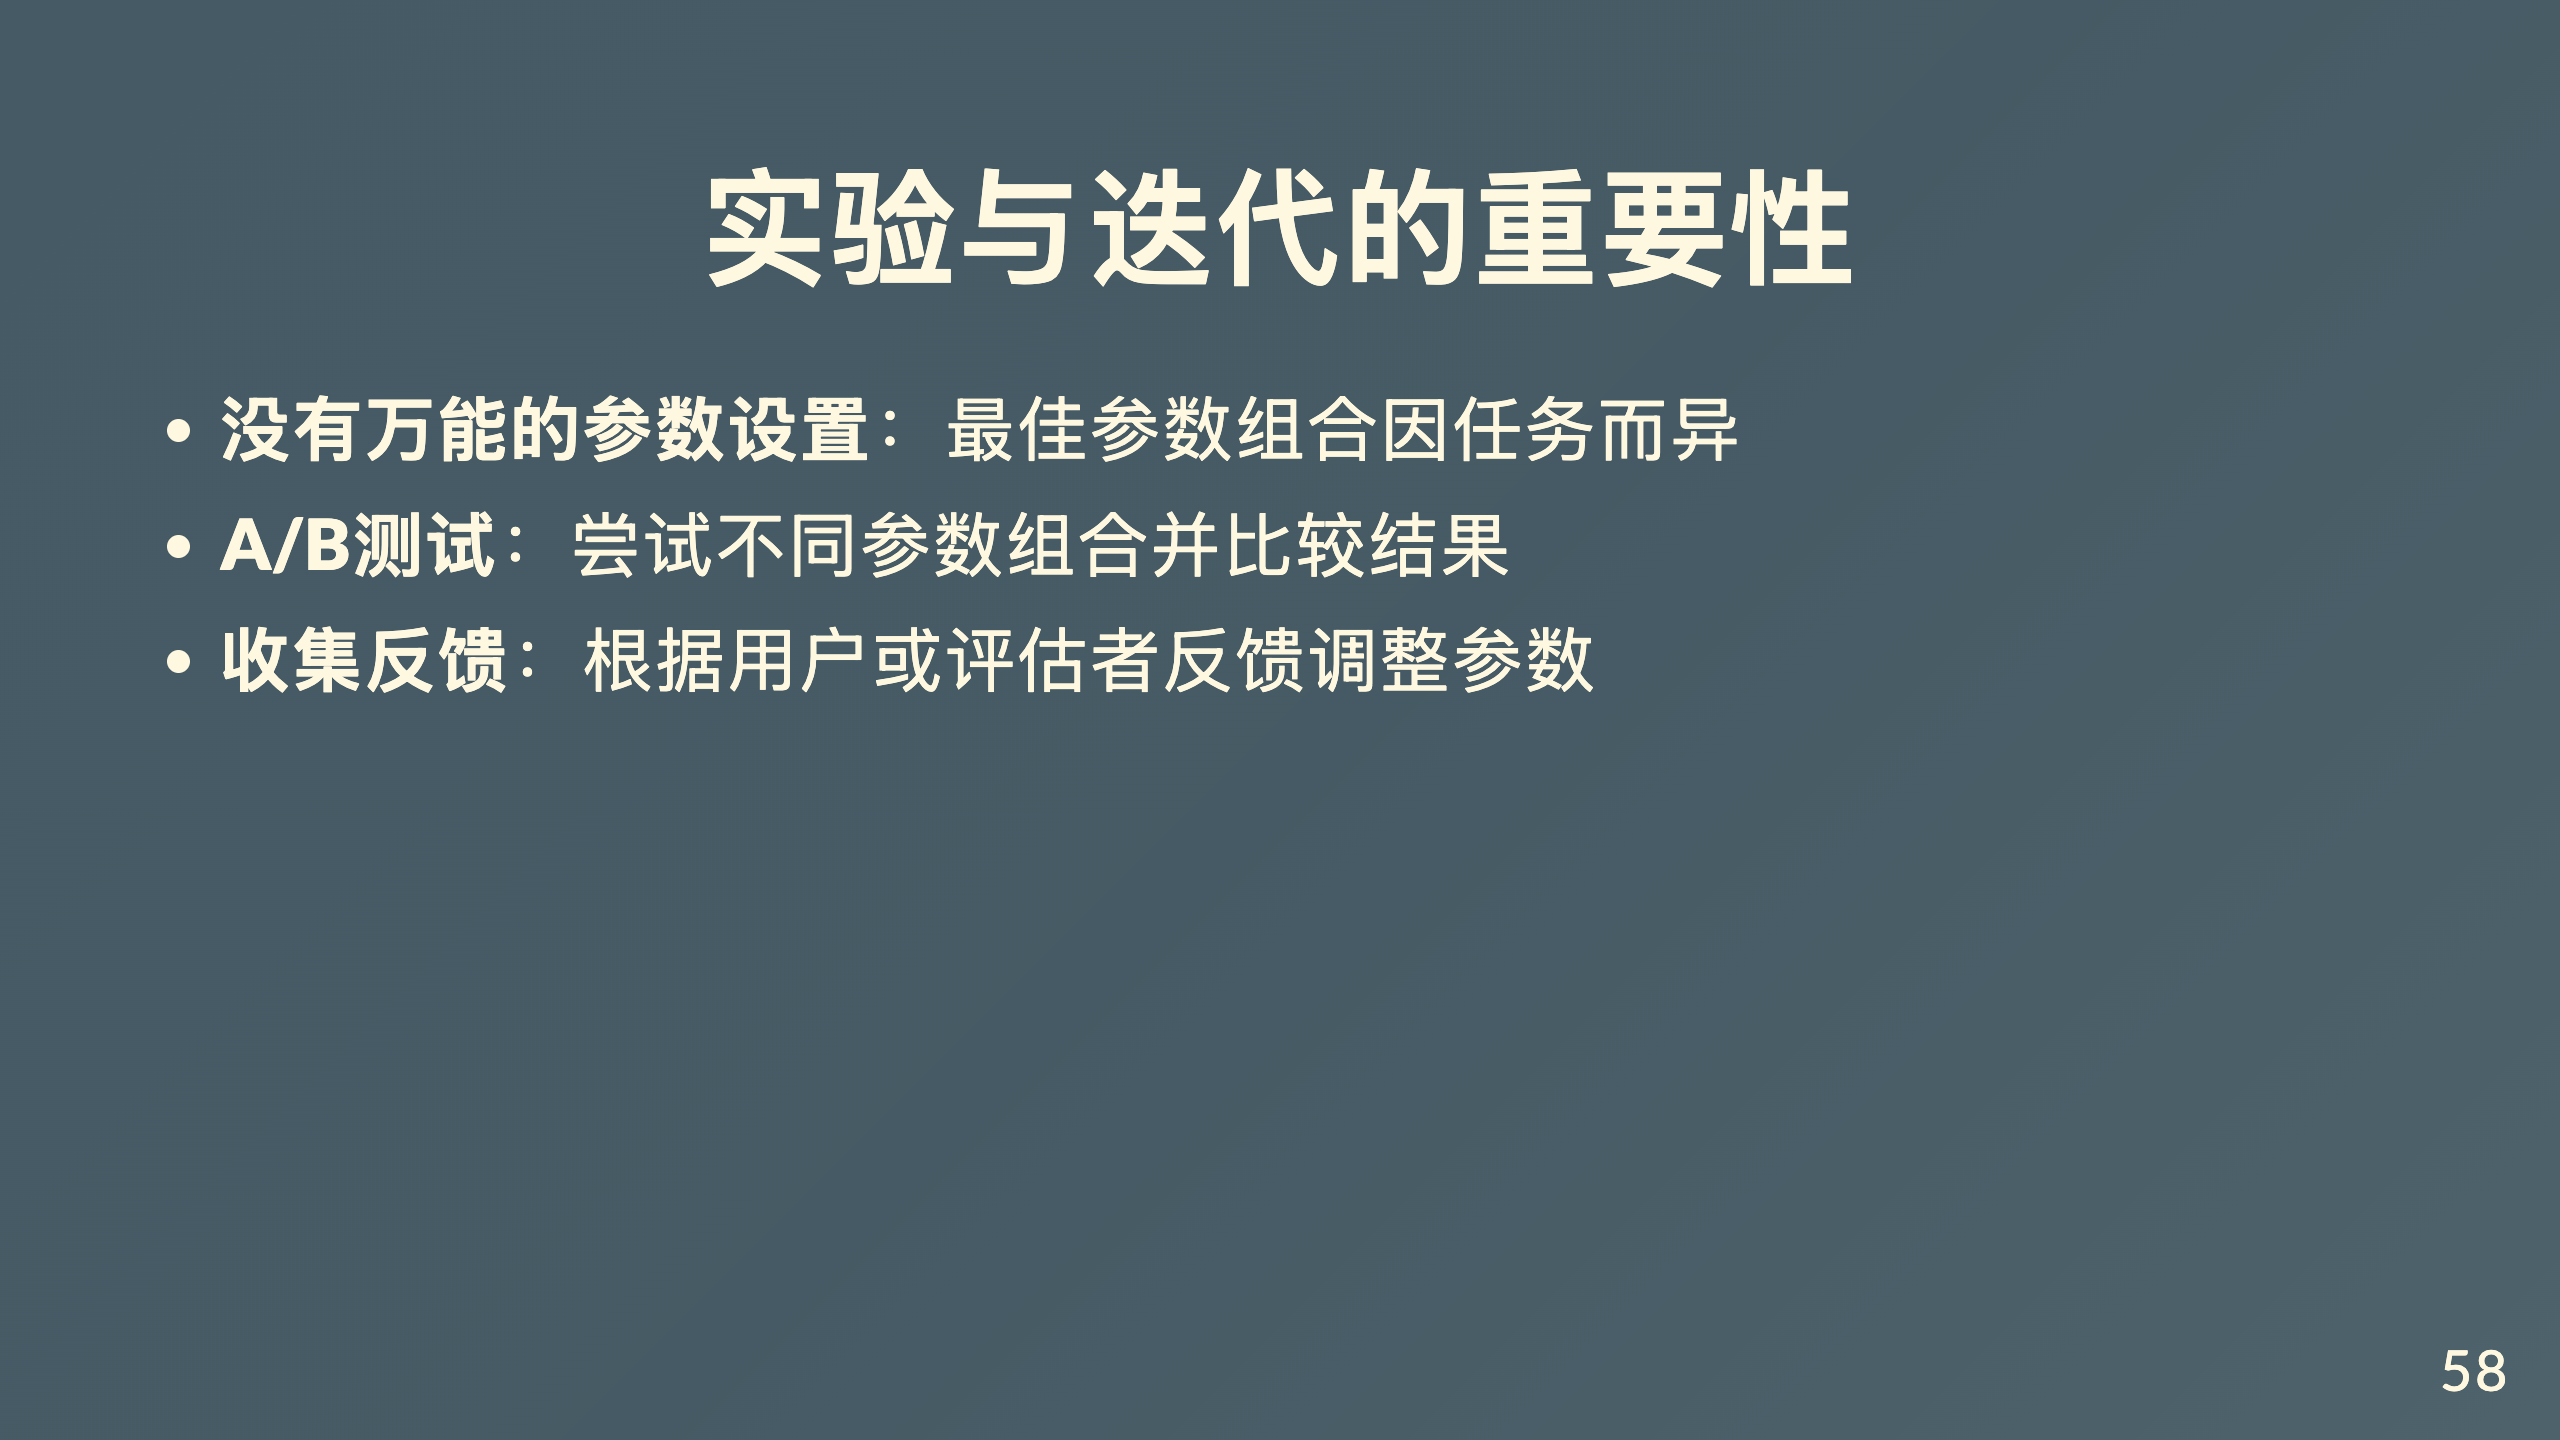 实验与迭代的重要性
• 没有万能的参数设置：最佳参数组合因任务而异
• A/B测试：尝试不同参数组合并比较结果
• 收集反馈：根据用户或评估者反馈调整参数
58